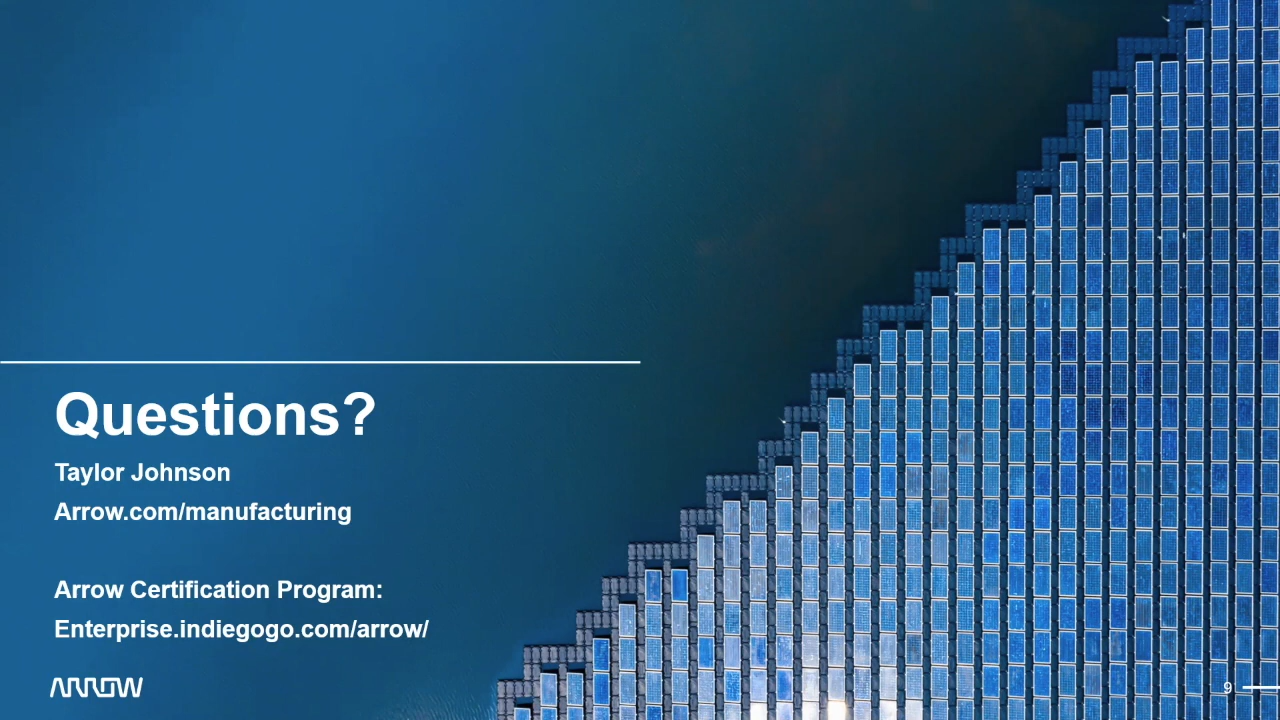 Questions?
Taylor Johnson
Arrow.com/manufacturing
Arrow Certification Program:
Enterprise.indiegogo.com/arrow/
ARROW
9